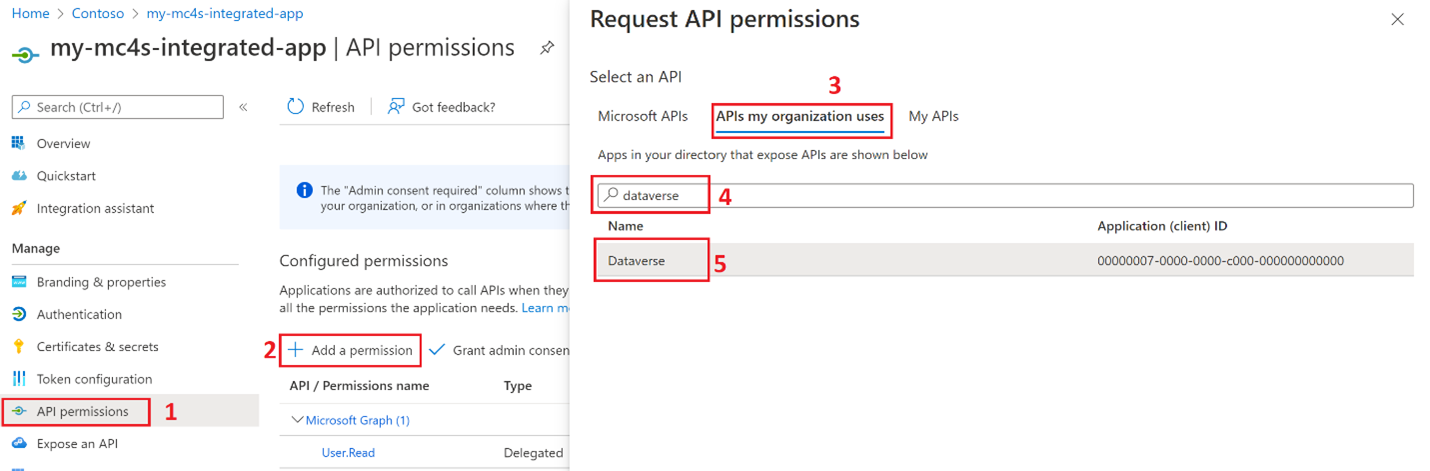 Home > Contoso > my-mc4s-integrated-app
my-mc4s-integrated-app | API permissions
Search (Ctrl+/)
«
Overview
Quickstart
Integration assistant
Manage
Branding & properties
Authentication
Certificates & secrets
Token configuration
API permissions 1
Expose an API
Refresh | Got feedback?
The "Admin consent required" column shows t
your organization, or in organizations where th
Configured permissions
Applications are authorized to call APIs when they
all the permissions the application needs. Learn m
2 + Add a permission ✓ Grant admin consen
API / Permissions name Type
Microsoft Graph (1)
User.Read Delegated
Request API permissions
Select an API
3
Microsoft APIs APIs my organization uses My APIs
Apps in your directory that expose APIs are shown below
dataverse 4
Name Application (client) ID
Dataverse 5 00000007-0000-0000-c000-000000000000